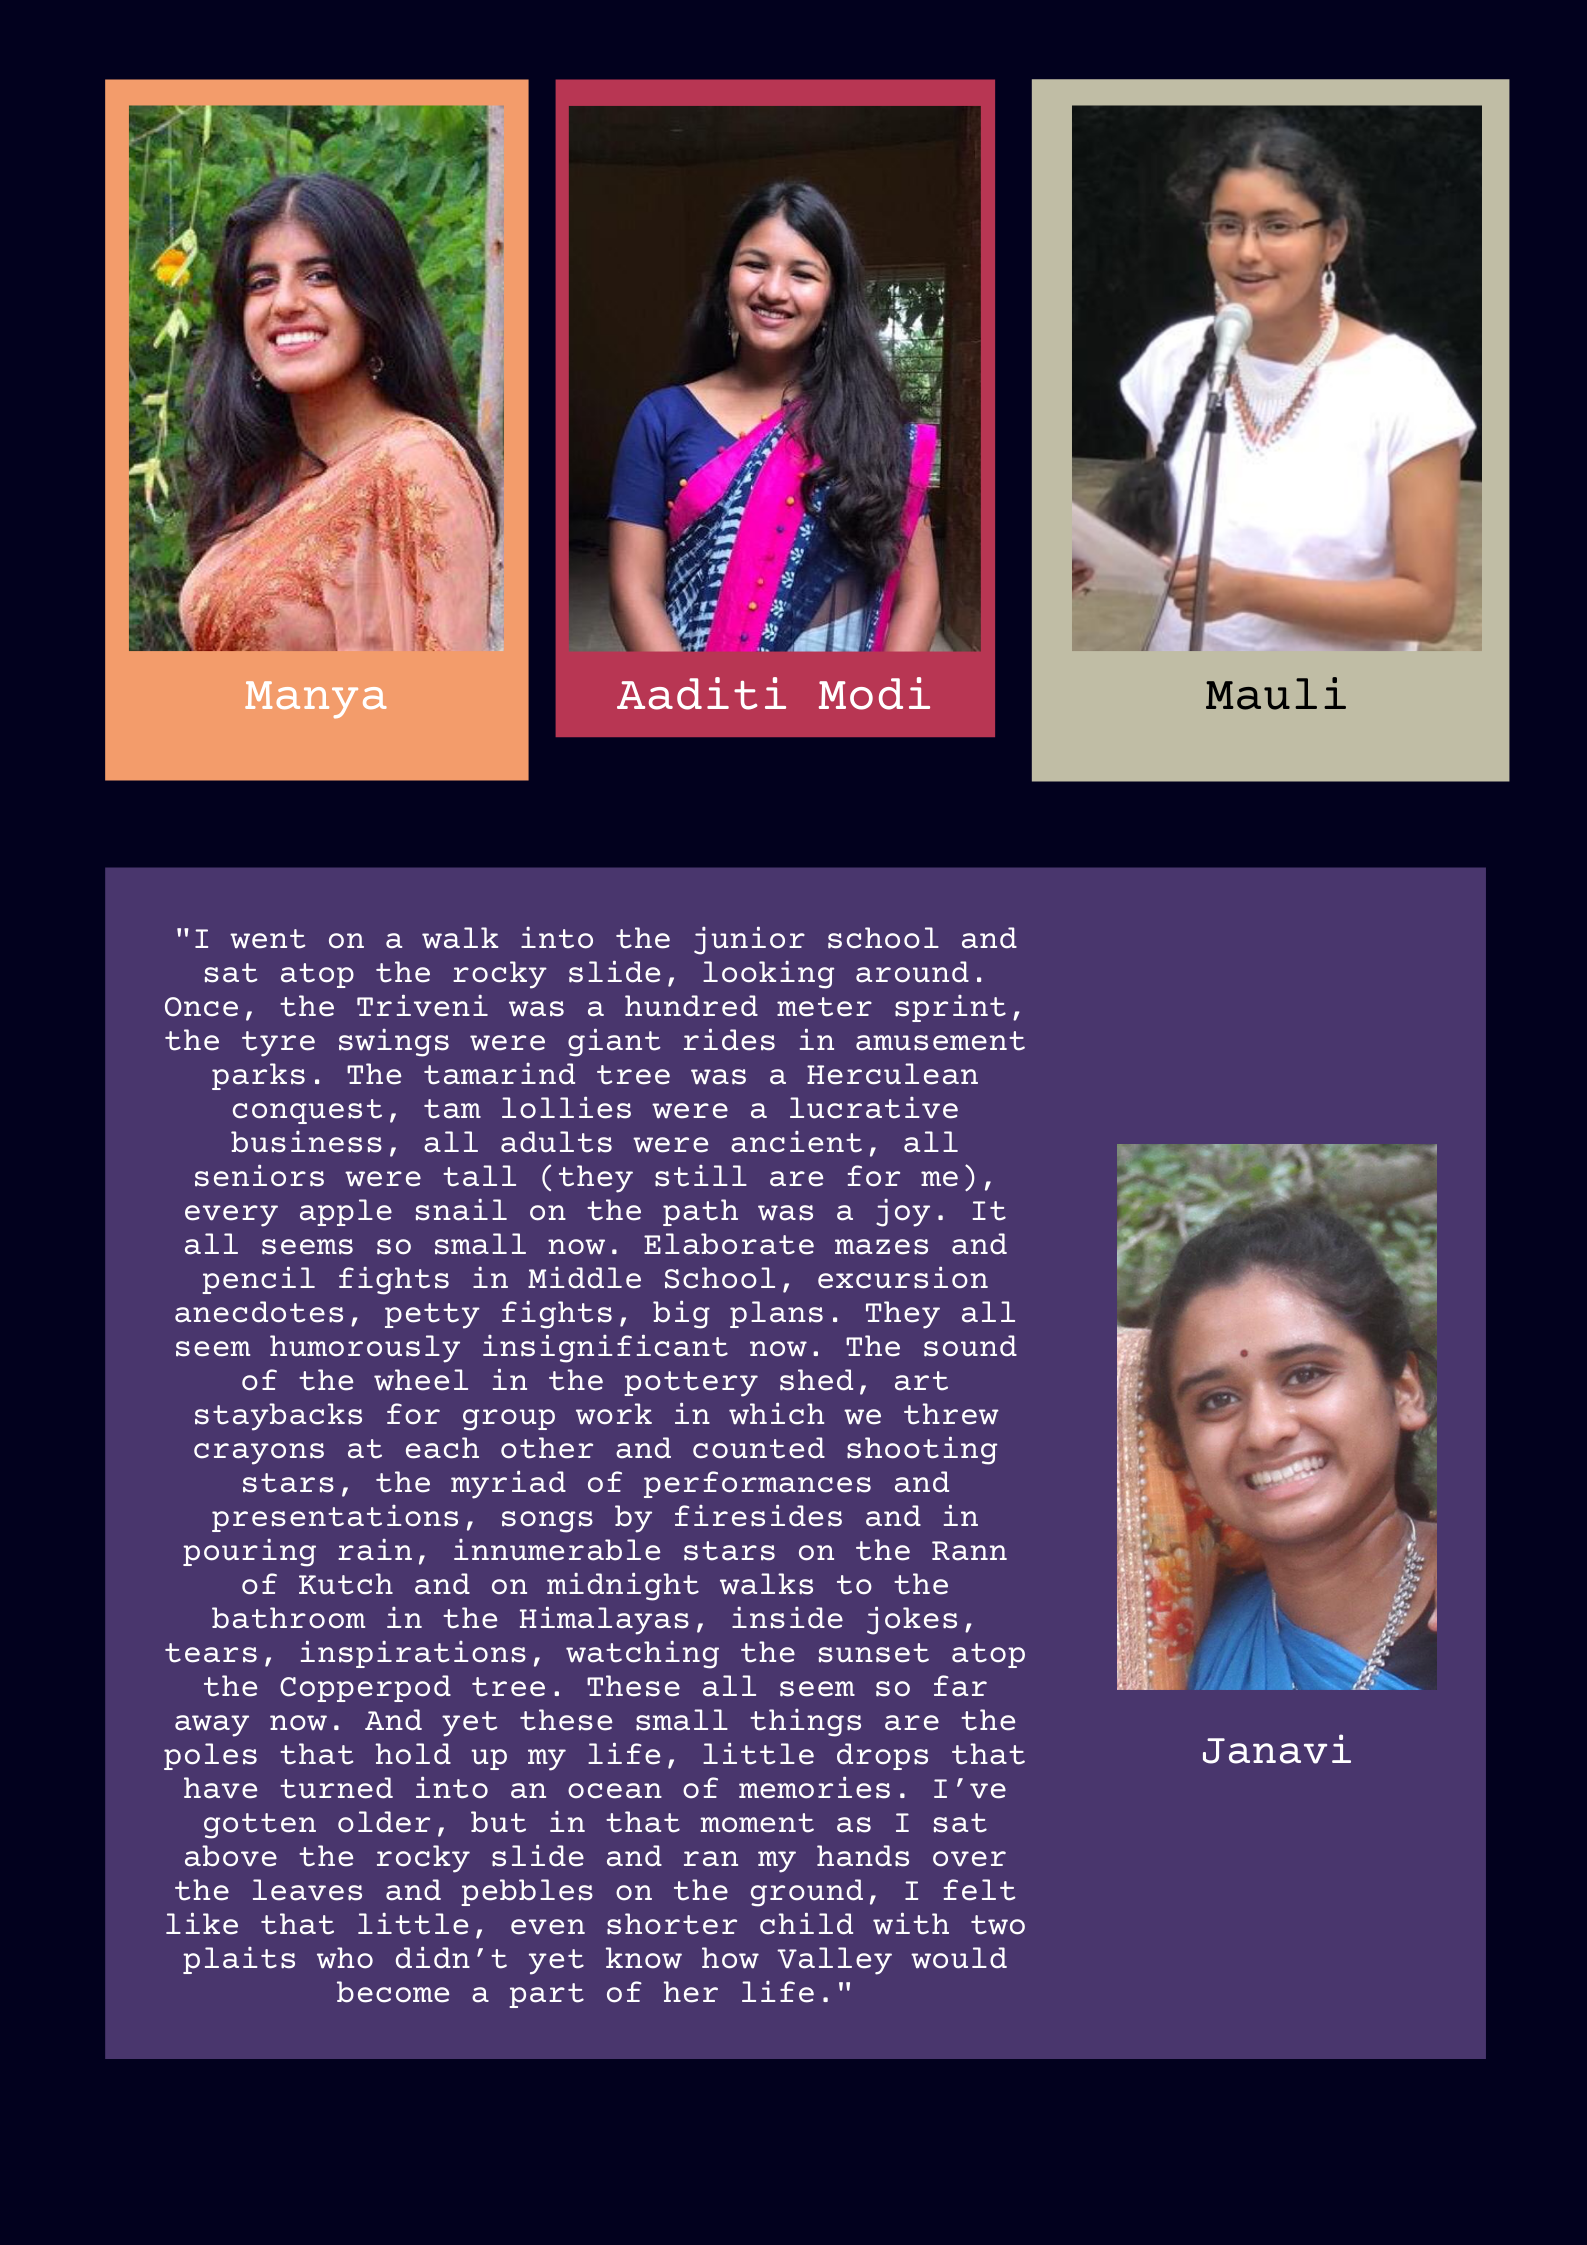 Manya
Aaditi Modi
Mauli
"I went on a walk into the junior school and
sat atop the rocky slide, looking around.
Once, the Triveni was a hundred meter sprint,
the tyre swings were giant rides in amusement
parks. The tamarind tree was a Herculean
conquest, tam lollies were a lucrative
business, all adults were ancient, all
seniors were tall (they still are for me),
every apple snail on the path was a joy. It
all seems so small now. Elaborate mazes and
pencil fights in Middle School, excursion
anecdotes, petty fights, big plans. They all
seem humorously insignificant now. The sound
of the wheel in the pottery shed, art
staybacks for group work in which we threw
crayons at each other and counted shooting
stars, the myriad of performances and
presentations, songs by firesides and in
pouring rain, innumerable stars on the Rann
of Kutch and on midnight walks to the
bathroom in the Himalayas, inside jokes,
tears, inspirations, watching the sunset atop
the Copperpod tree. These all seem so far
away now. And yet these small things are the
poles that hold up my life, little drops that
have turned into an ocean of memories. I’ve
gotten older, but in that moment as I sat
above the rocky slide and ran my hands over
the leaves and pebbles on the ground, I felt
like that little, even shorter child with two
plaits who didn’t yet know how Valley would
become a part of her life."
Janavi